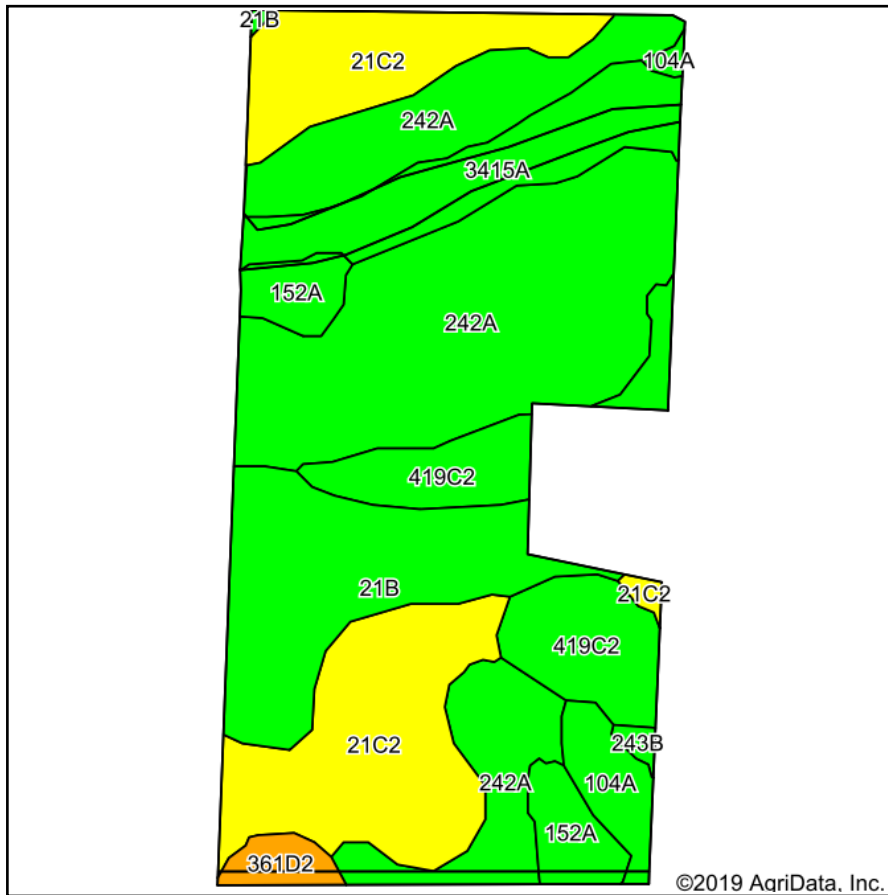 21B
21C2
104A
242A
3415A
152A
242A
419C2
21B
21C2
419C2
21C2
243B
242A
104A
152A
361D2
©2019 AgriData, Inc.